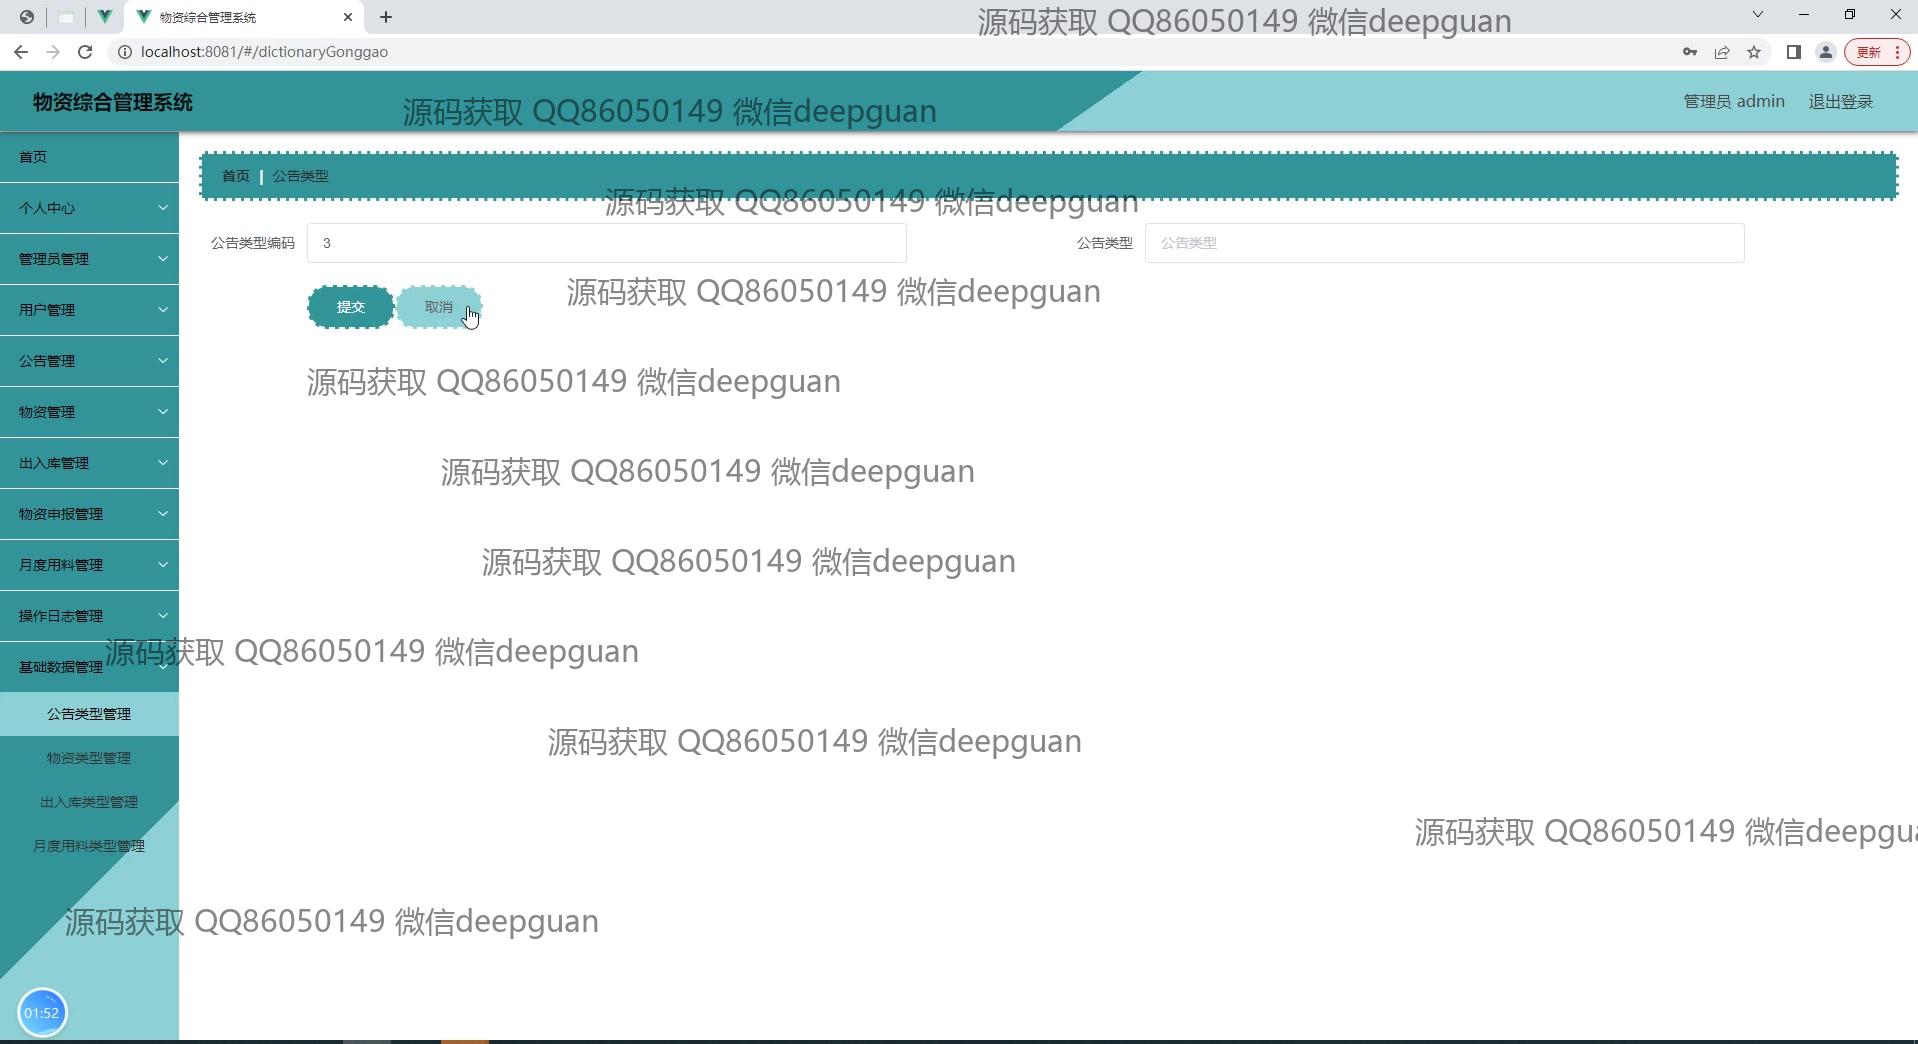 物资综合管理系统
源码获取 QQ86050149 微信deepguan
localhost:8081/#/dictionaryGonggao
更新
物资综合管理系统
源码获取 QQ86050149 微信deepguan
管理员 admin
退出登录
首页
首页 | 公告类型
个人中心
源码获取 QQ86050149 微信deepguan
公告类型编码
3
公告类型
公告类型
管理员管理
提交
取消
源码获取 QQ86050149 微信deepguan
用户管理
公告管理
源码获取 QQ86050149 微信deepguan
物资管理
出入库管理
源码获取 QQ86050149 微信deepguan
物资申报管理
月度用料管理
源码获取 QQ86050149 微信deepguan
操作日志管理
源码获取 QQ86050149 微信deepguan
基础数据管理
公告类型管理
源码获取 QQ86050149 微信deepguan
物资类型管理
出入库类型管理
源码获取 QQ86050149 微信deepgua
月度用料类型管理
源码获取 QQ86050149 微信deepguan
01:52